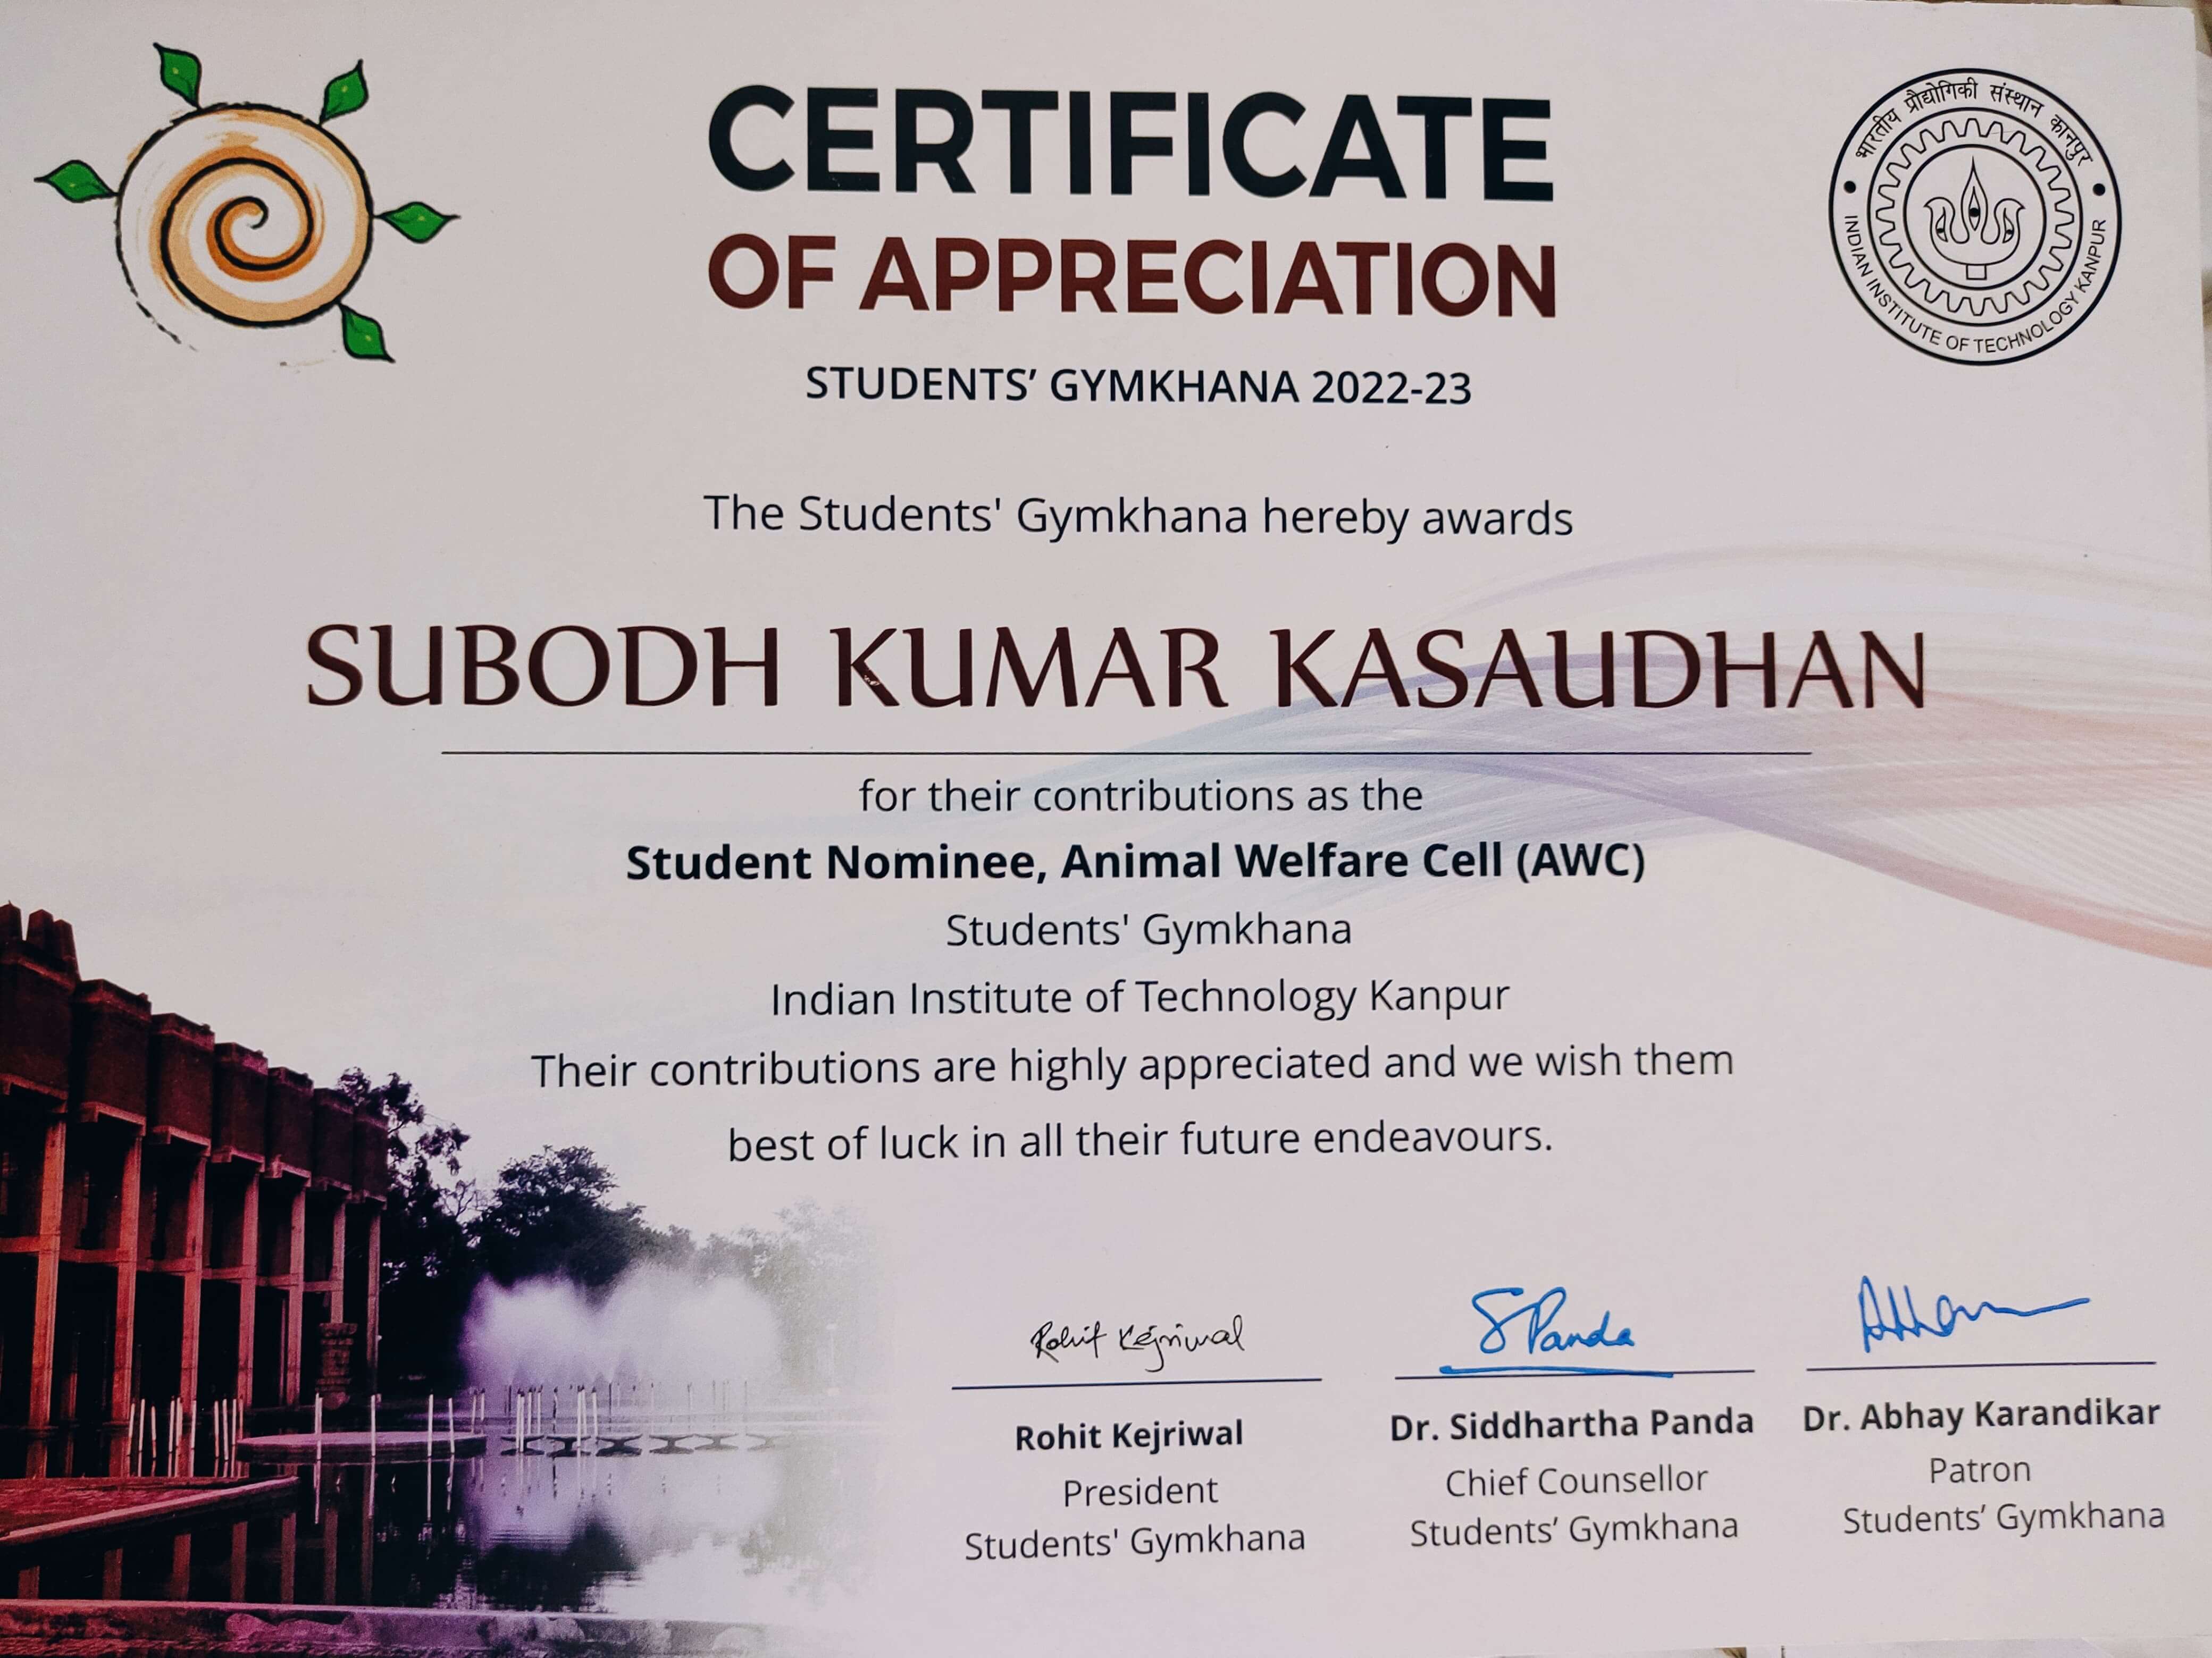 CERTIFICATE
OF APPRECIATION
STUDENTS’ GYMKHANA 2022-23
भारतीय प्रौद्योगिकी संस्थान कानपुर
INDIAN INSTITUTE OF TECHNOLOGY KANPUR
The Students' Gymkhana hereby awards
SUBODH KUMAR KASAUDHAN
for their contributions as the
Student Nominee, Animal Welfare Cell (AWC)
Students' Gymkhana
Indian Institute of Technology Kanpur
Their contributions are highly appreciated and we wish them
best of luck in all their future endeavours.
Rohit Kejriwal
S Panda
Rohit Kejriwal
President
Students' Gymkhana
Dr. Siddhartha Panda
Chief Counsellor
Students’ Gymkhana
Dr. Abhay Karandikar
Patron
Students’ Gymkhana